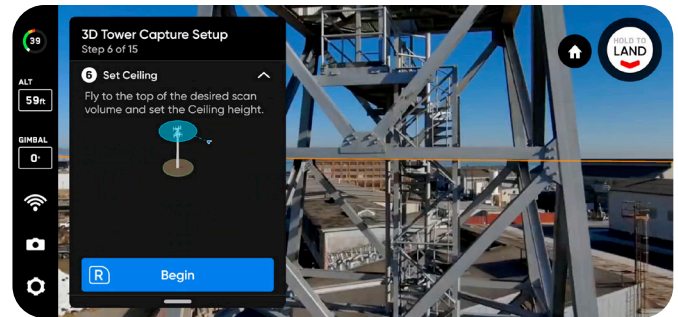 39
ALT
59ft
GIMBAL
0°
3D Tower Capture Setup
Step 6 of 15
6 Set Ceiling
Fly to the top of the desired scan
volume and set the Ceiling height.
R Begin
HOLD TO
LAND